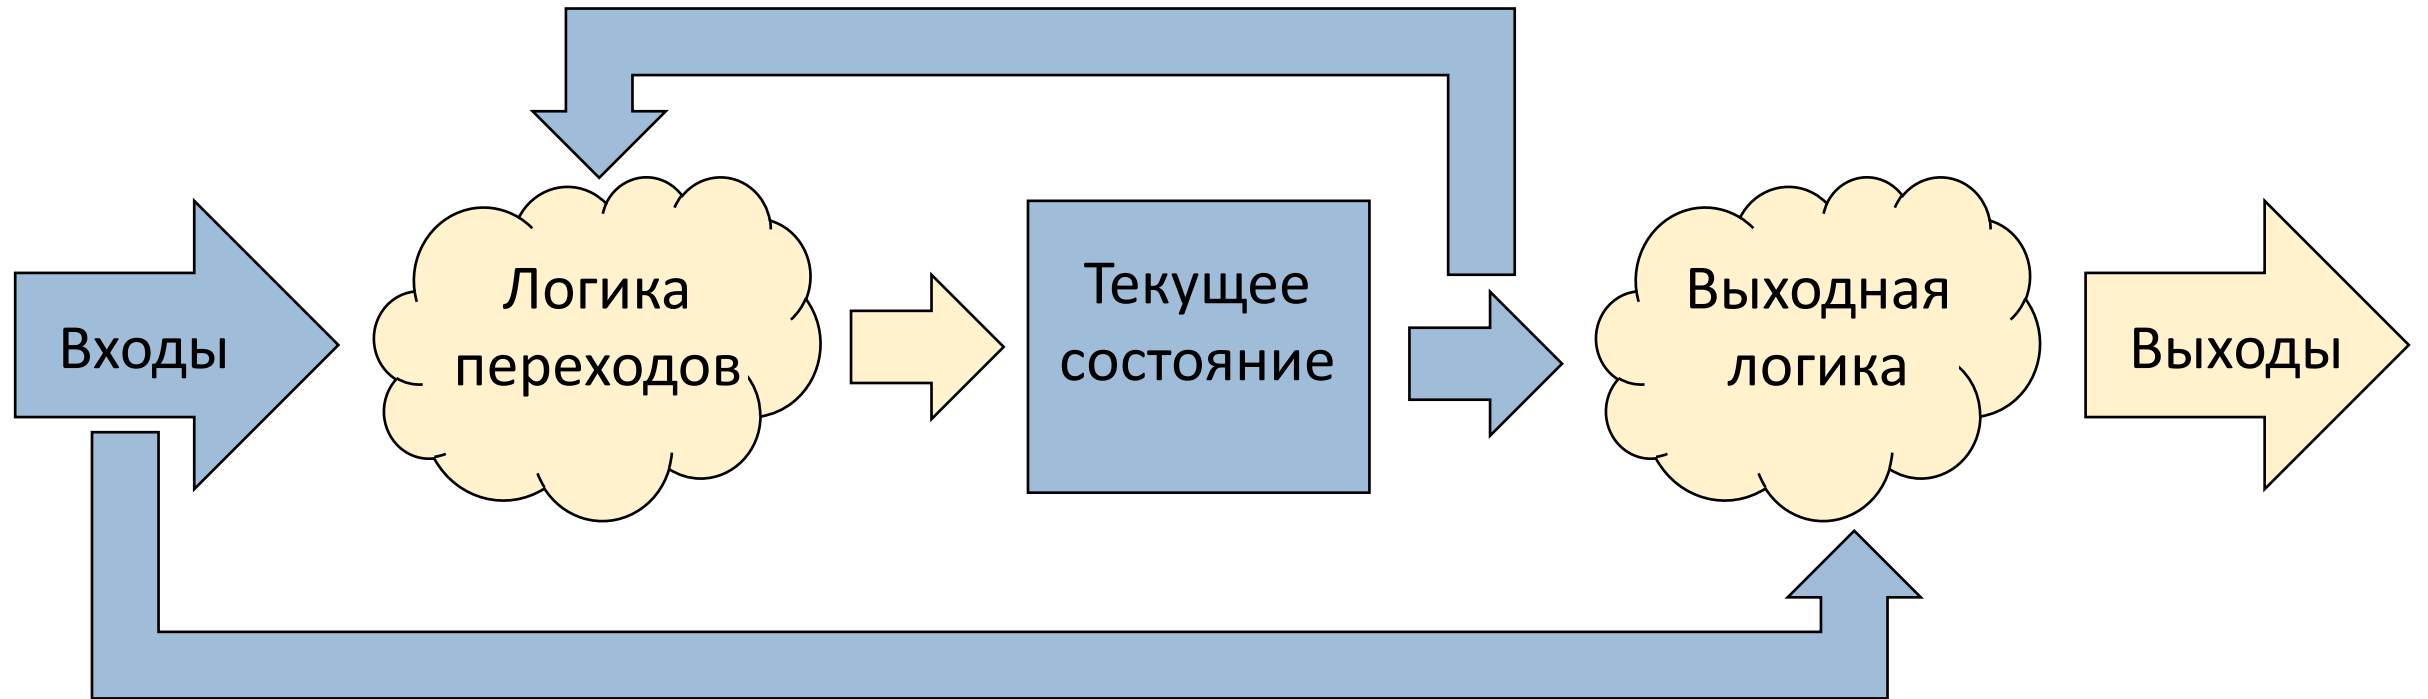 Входы
Логика
переходов
Текущее
состояние
Выходная
логика
Выходы